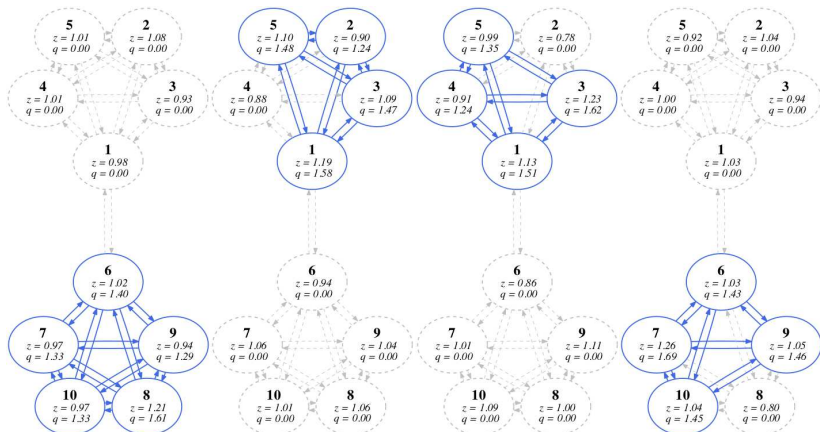 5
z = 1.01
q = 0.00
2
z = 1.08
q = 0.00
4
z = 1.01
q = 0.00
3
z = 0.93
q = 0.00
1
z = 0.98
q = 0.00
6
z = 1.02
q = 1.40
7
z = 0.97
q = 1.33
9
z = 0.94
q = 1.29
10
z = 0.97
q = 1.33
8
z = 1.21
q = 1.61
5
z = 1.10
q = 1.48
2
z = 0.90
q = 1.24
4
z = 0.88
q = 0.00
3
z = 1.09
q = 1.47
1
z = 1.19
q = 1.58
6
z = 0.94
q = 0.00
7
z = 1.06
q = 0.00
9
z = 1.04
q = 0.00
10
z = 1.01
q = 0.00
8
z = 1.06
q = 0.00
5
z = 0.99
q = 1.35
2
z = 0.78
q = 0.00
4
z = 0.91
q = 1.24
3
z = 1.23
q = 1.62
1
z = 1.13
q = 1.51
6
z = 0.86
q = 0.00
7
z = 1.01
q = 0.00
9
z = 1.11
q = 0.00
10
z = 1.09
q = 0.00
8
z = 1.00
q = 0.00
5
z = 0.92
q = 0.00
2
z = 1.04
q = 0.00
4
z = 1.00
q = 0.00
3
z = 0.94
q = 0.00
1
z = 1.03
q = 0.00
6
z = 1.03
q = 1.43
7
z = 1.26
q = 1.69
9
z = 1.05
q = 1.46
10
z = 1.04
q = 1.45
8
z = 0.80
q = 0.00